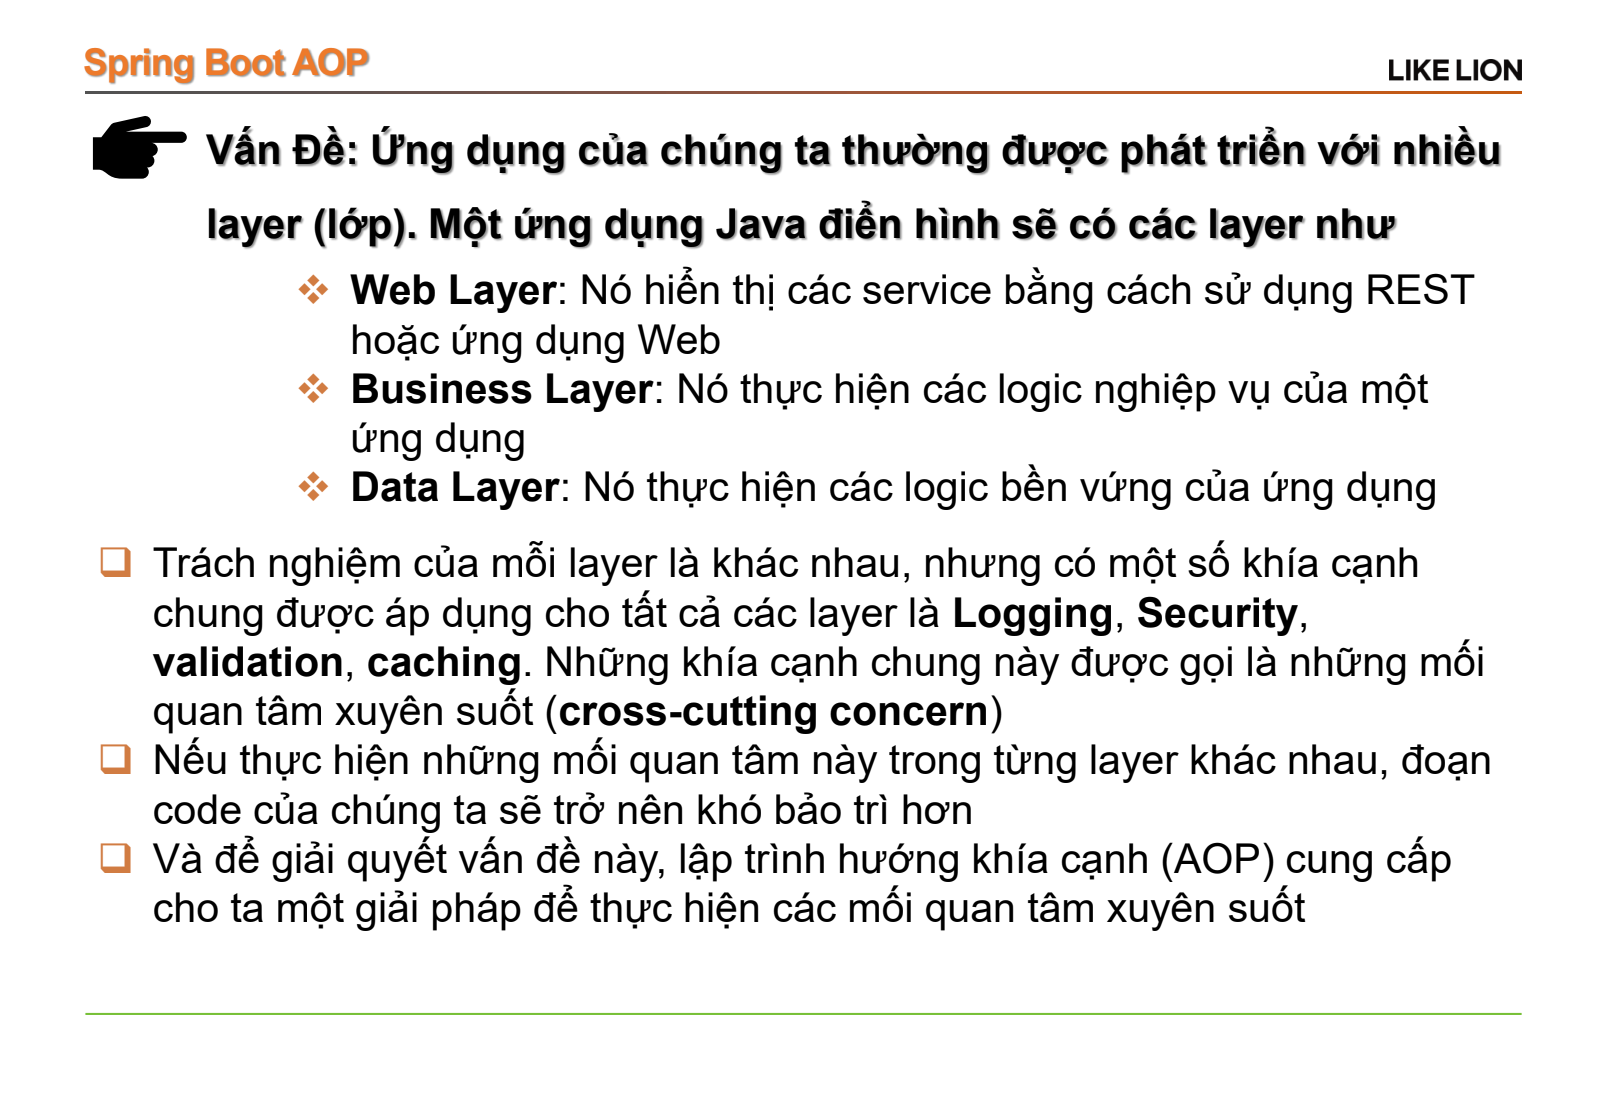 Spring Boot AOP
LIKE LION
Vấn Đề: Ứng dụng của chúng ta thường được phát triển với nhiều
layer (lớp). Một ứng dụng Java điển hình sẽ có các layer như
Web Layer: Nó hiển thị các service bằng cách sử dụng REST
hoặc ứng dụng Web
Business Layer: Nó thực hiện các logic nghiệp vụ của một
ứng dụng
Data Layer: Nó thực hiện các logic bền vứng của ứng dụng
Trách nghiệm của mỗi layer là khác nhau, nhưng có một số khía cạnh
chung được áp dụng cho tất cả các layer là Logging, Security,
validation, caching. Những khía cạnh chung này được gọi là những mối
quan tâm xuyên suốt (cross-cutting concern)
Nếu thực hiện những mối quan tâm này trong từng layer khác nhau, đoạn
code của chúng ta sẽ trở nên khó bảo trì hơn
Và để giải quyết vấn đề này, lập trình hướng khía cạnh (AOP) cung cấp
cho ta một giải pháp để thực hiện các mối quan tâm xuyên suốt